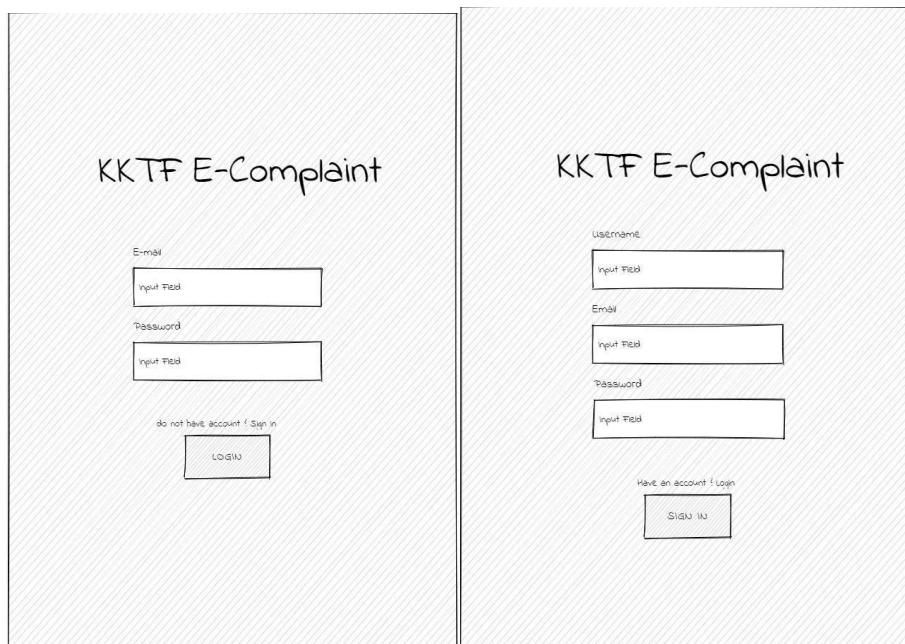 KKTF E-Complaint
E-mail
Input Field
Password
Input Field
do not have account ? Sign in
LOGIN
KKTF E-Complaint
Username
Input Field
Email
Input Field
Password
Input Field
Have an account ? Login
SIGN IN